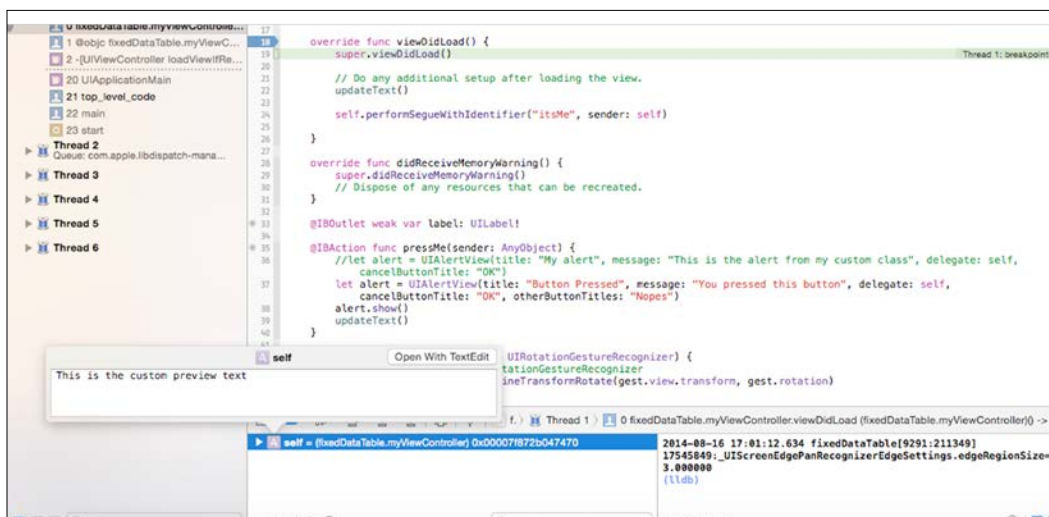 0 fixedDataTable.myViewControlle...
1 @objc fixedDataTable.myViewC...
2 -[UIViewController loadViewIfRe...
20 UIApplicationMain
21 top_level_code
22 main
23 start
Thread 2
Queue: com.apple.libdispatch-mana...
Thread 3
Thread 4
Thread 5
Thread 6
17
18 override func viewDidLoad() {
19 super.viewDidLoad()
Thread 1: breakpoint
20
21 // Do any additional setup after loading the view.
22 updateText()
23
24 self.performSegueWithIdentifier("itsMe", sender: self)
25
26 }
27
28 override func didReceiveMemoryWarning() {
29 super.didReceiveMemoryWarning()
30 // Dispose of any resources that can be recreated.
31 }
32
33 @IBOutlet weak var label: UILabel!
34
35 @IBAction func pressMe(sender: AnyObject) {
36 //let alert = UIAlertView(title: "My alert", message: "This is the alert from my custom class", delegate: self,
cancelButtonTitle: "OK")
37 let alert = UIAlertView(title: "Button Pressed", message: "You pressed this button", delegate: self,
cancelButtonTitle: "OK", otherButtonTitles: "Nopes")
38 alert.show()
39 updateText()
40 }
41
UIRotationGestureRecognizer) {
tationGestureRecognizer
ineTransformRotate(gest.view.transform, gest.rotation)
A self
Open With TextEdit
This is the custom preview text
f. Thread 1 0 fixedDataTable.myViewController.viewDidLoad (fixedDataTable.myViewController)() ->
A self = (fixedDataTable.myViewController) 0x00007f872b047470
2014-08-16 17:01:12.634 fixedDataTable[9291:211349]
17545849:_UIScreenEdgePanRecognizerEdgeSettings.edgeRegionSize=
3.000000
(lldb)